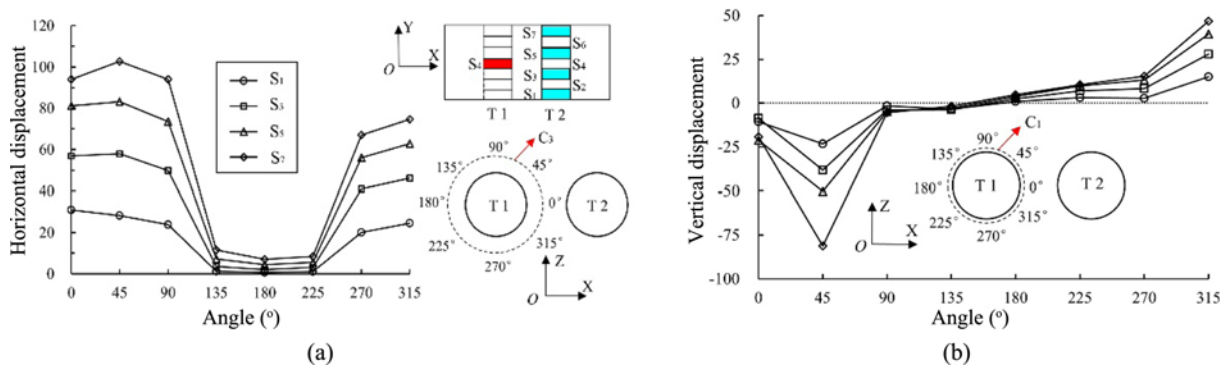 Horizontal displacement
120
100
80
60
40
20
0
0 45 90 135 180 225 270 315
Angle (°)
S₁
S₃
S₅
S₇
Y
X
O
S₄
S₇
S₆
S₅
S₄
S₃
S₂
S₁
T 1 T 2
C₃
90°
135° 45°
180° T 1 0° T 2
225° 315°
270°
Z
O X
(a)
Vertical displacement
50
25
0
-25
-50
-75
-100
0 45 90 135 180 225 270 315
Angle (°)
C₁
90°
135° 45°
180° T 1 0° T 2
225° 315°
270°
Z
O X
(b)